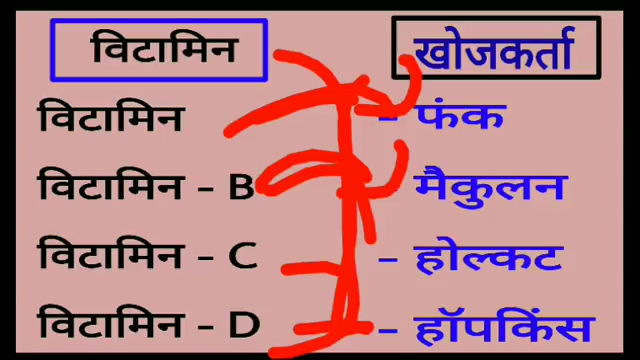 विटामिन खोजकर्ता
विटामिन – फंक
विटामिन – B मैकुलन
विटामिन – C – होल्कट
विटामिन – D – हॉपकिंस